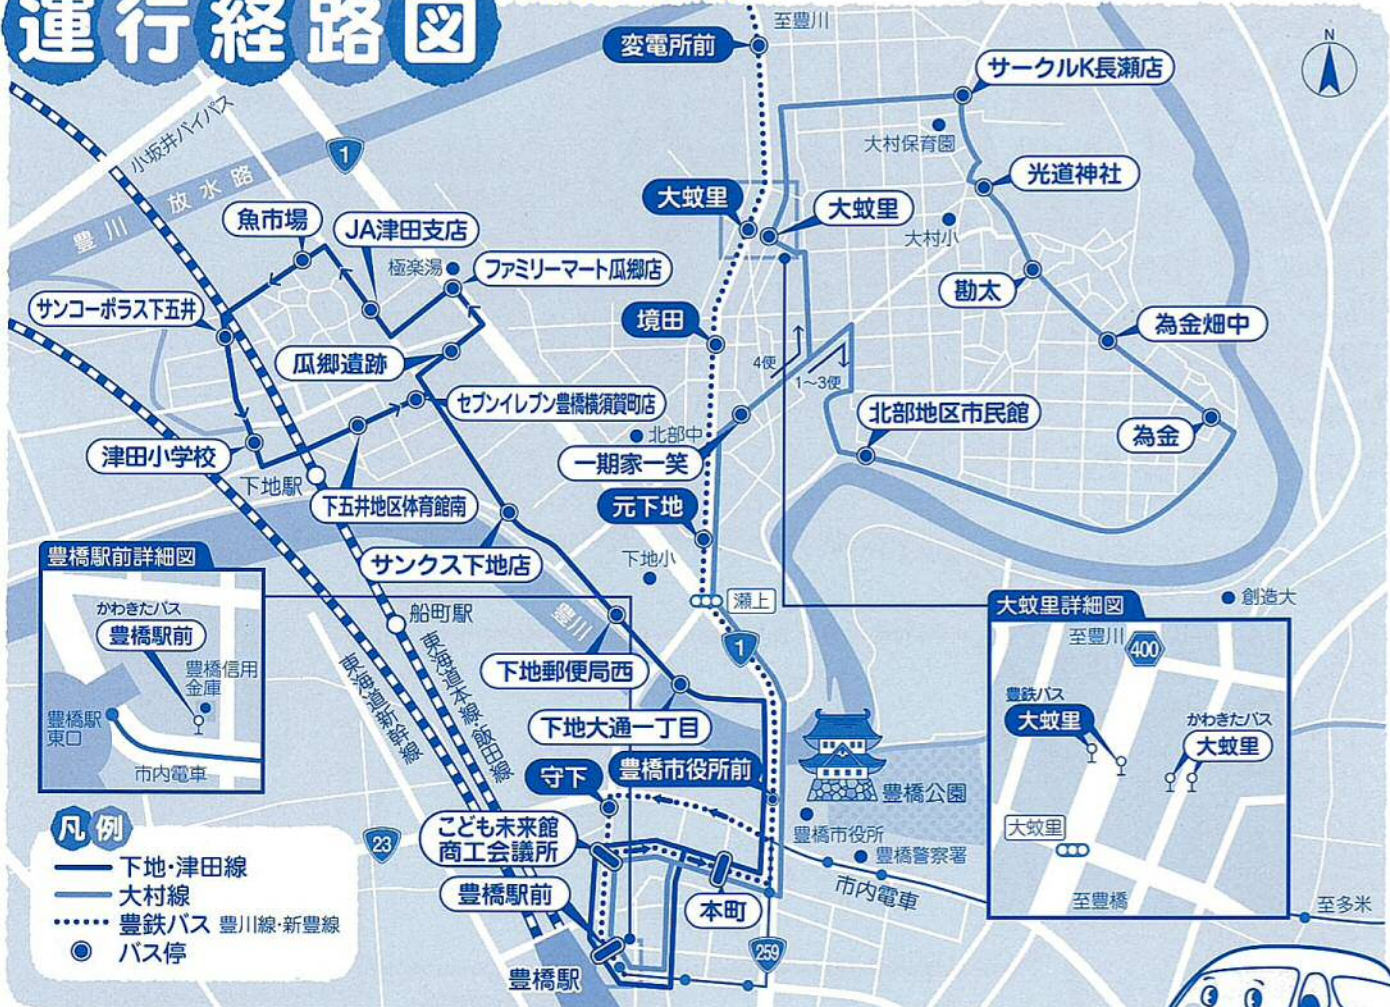 運行経路図
至豊川
変電所前
サークルK長瀬店
N
小坂井バイパス
1
大村保育園
光道神社
豊川 放水路
大蚊里
大蚊里
魚市場
JA津田支店
大村小
極楽湯
ファミリーマート瓜郷店
勘太
サンコーポラス下五井
境田
為金畑中
瓜郷遺跡
4便
1~3便
セブンイレブン豊橋横須賀町店
北部地区市民館
北部中
為金
津田小学校
一期家一笑
下地駅
下五井地区体育館南
元下地
サンクス下地店
下地小
豊橋駅前詳細図
かわきたバス
豊橋駅前
豊橋信用
金庫
豊橋駅
東口
市内電車
瀬上
創造大
船町駅
豊川
1
東海道本線・飯田線
東海道新幹線
下地郵便局西
下地大通一丁目
大蚊里詳細図
至豊川
400
豊鉄バス
大蚊里
かわきたバス
大蚊里
大蚊里
至豊橋
守下
豊橋市役所前
豊橋公園
豊橋市役所
豊橋警察署
市内電車
至多米
23
こども未来館
商工会議所
豊橋駅前
本町
259
豊橋駅
凡例
下地・津田線
大村線
豊鉄バス 豊川線・新豊線
バス停